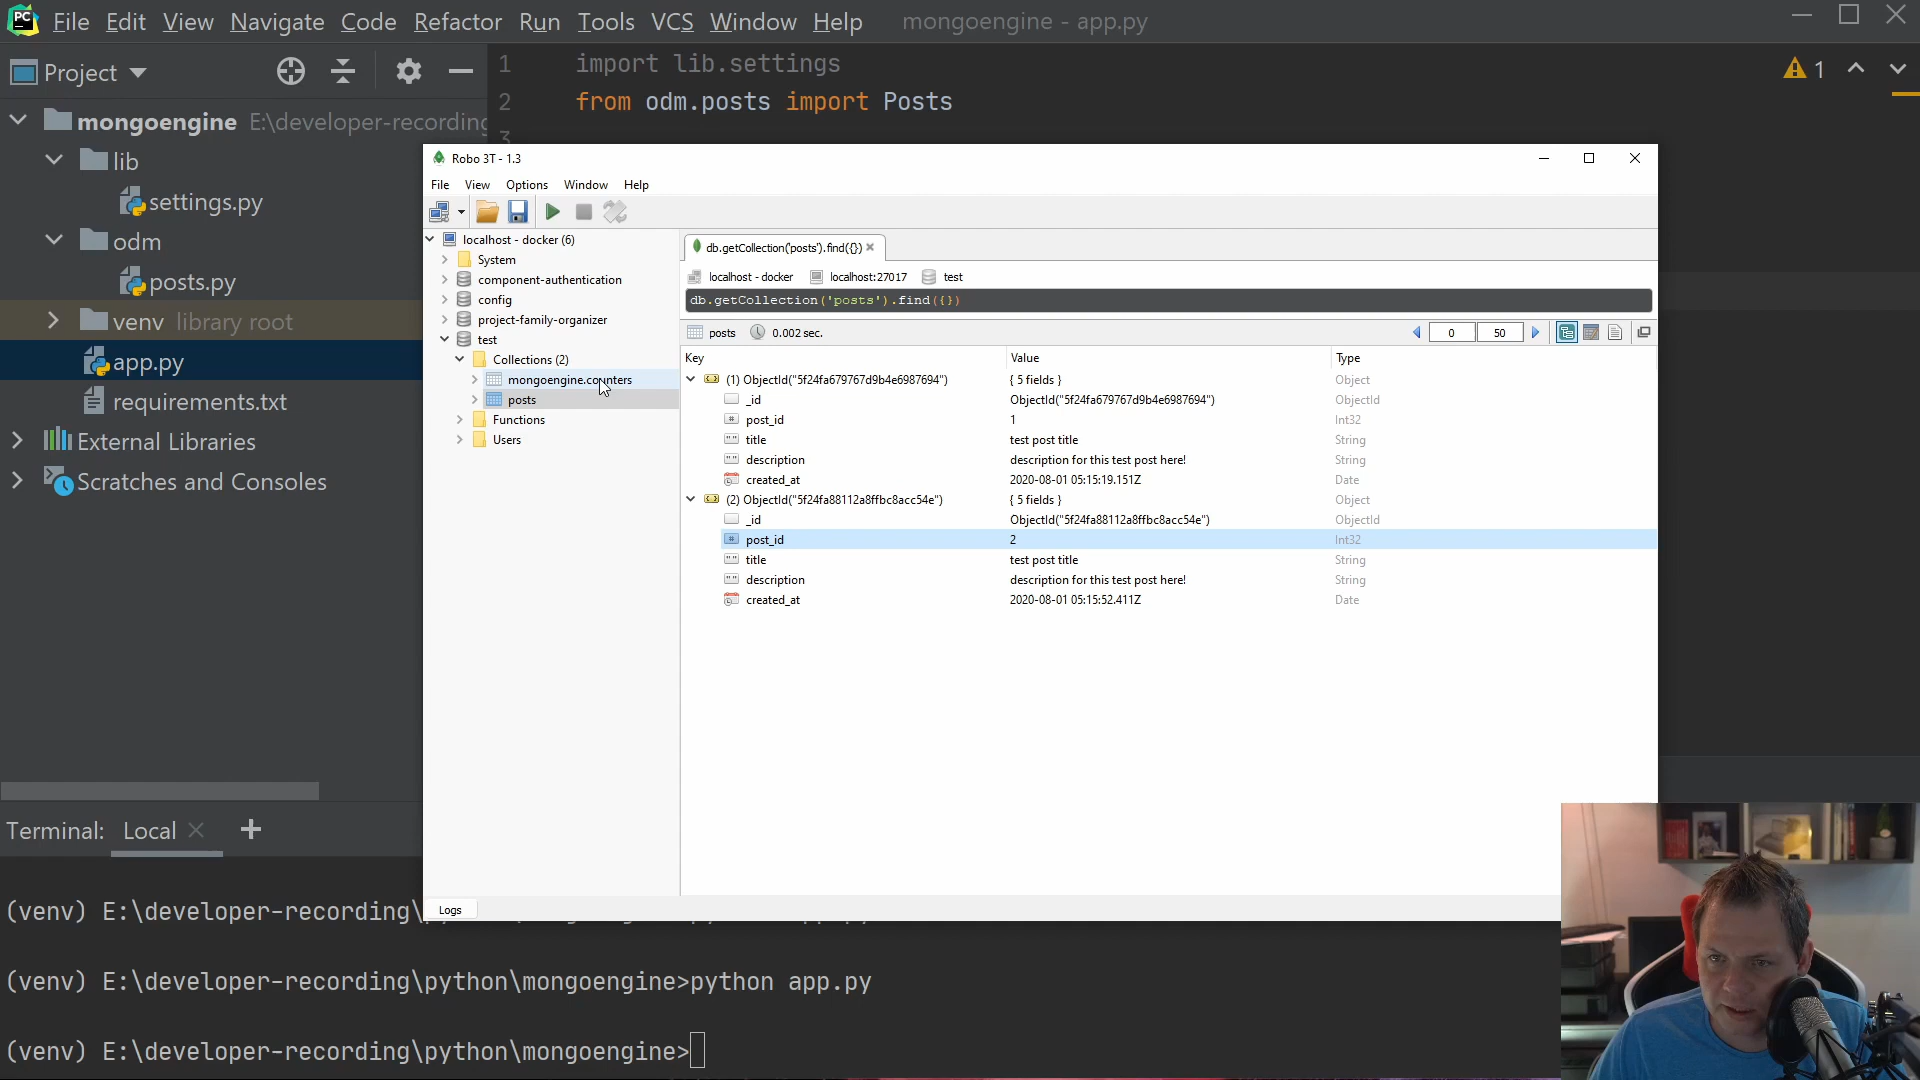 PC File Edit View Navigate Code Refactor Run Tools VCS Window Help mongoengine - app.py
Project
1 import lib.settings
2 from odm.posts import Posts
3
1
mongoengine E:\developer-recording
lib
settings.py
odm
posts.py
venv library root
app.py
requirements.txt
External Libraries
Scratches and Consoles
Robo 3T - 1.3
File View Options Window Help
localhost - docker (6)
System
component-authentication
config
project-family-organizer
test
Collections (2)
mongoengine.counters
posts
Functions
Users
db.getCollection('posts').find({})
localhost - docker localhost:27017 test
db.getCollection('posts').find({})
posts 0.002 sec. 0 50
Key Value Type
(1) ObjectId("5f24fa679767d9b4e6987694") { 5 fields } Object
_id ObjectId("5f24fa679767d9b4e6987694") ObjectId
post_id 1 Int32
title test post title String
description description for this test post here! String
created_at 2020-08-01 05:15:19.151Z Date
(2) ObjectId("5f24fa88112a8ffbc8acc54e") { 5 fields } Object
_id ObjectId("5f24fa88112a8ffbc8acc54e") ObjectId
post_id 2 Int32
title test post title String
description description for this test post here! String
created_at 2020-08-01 05:15:52.411Z Date
Logs
Terminal: Local
(venv) E:\developer-recording\
(venv) E:\developer-recording\python\mongoengine>python app.py
(venv) E:\developer-recording\python\mongoengine>